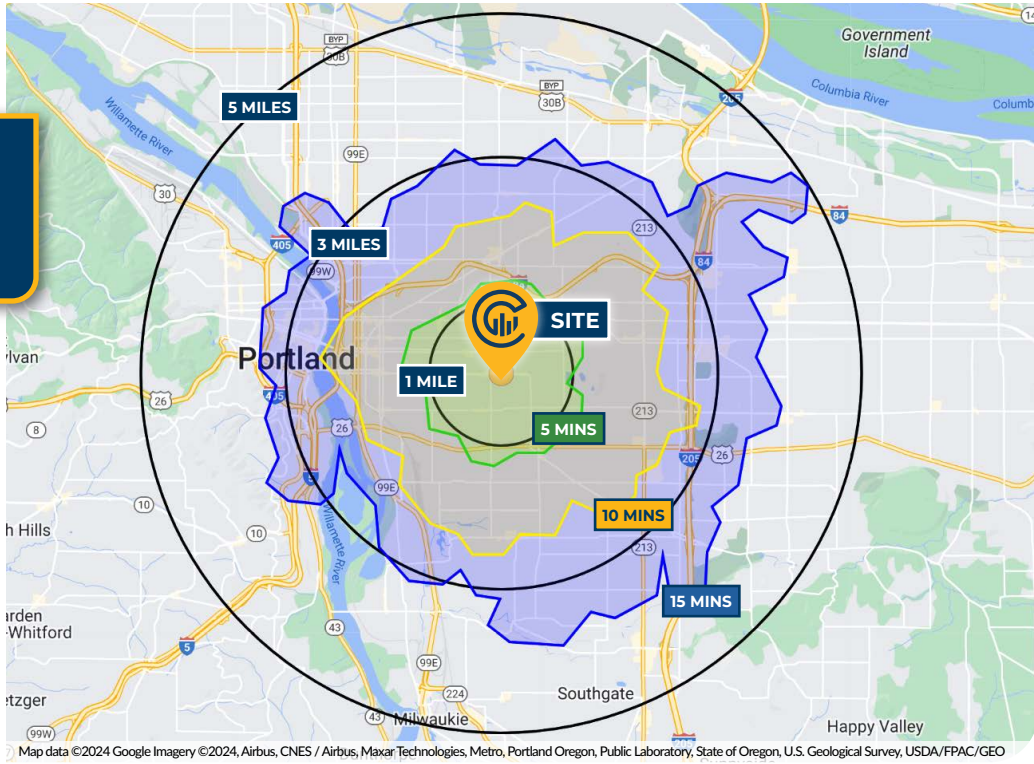 Government
Island
BYP
30B
BYP
30B
205
Columbia River
Columb
14
5 MILES
Willamette River
99E
30
84
213
405
3 MILES
99W
84
SITE
Portland
ylvan
1 MILE
26
405
213
8
26
5 MINS
205
26
99E
5
10
10 MINS
h Hills
10
213
Willamette River
15 MINS
arden
-Whitford
43
5
99E
etzger
224
Southgate
43
Milwaukie
Happy Valley
99W
205
Map data ©2024 Google Imagery ©2024, Airbus, CNES / Airbus, Maxar Technologies, Metro, Portland Oregon, Public Laboratory, State of Oregon, U.S. Geological Survey, USDA/FPAC/GEO